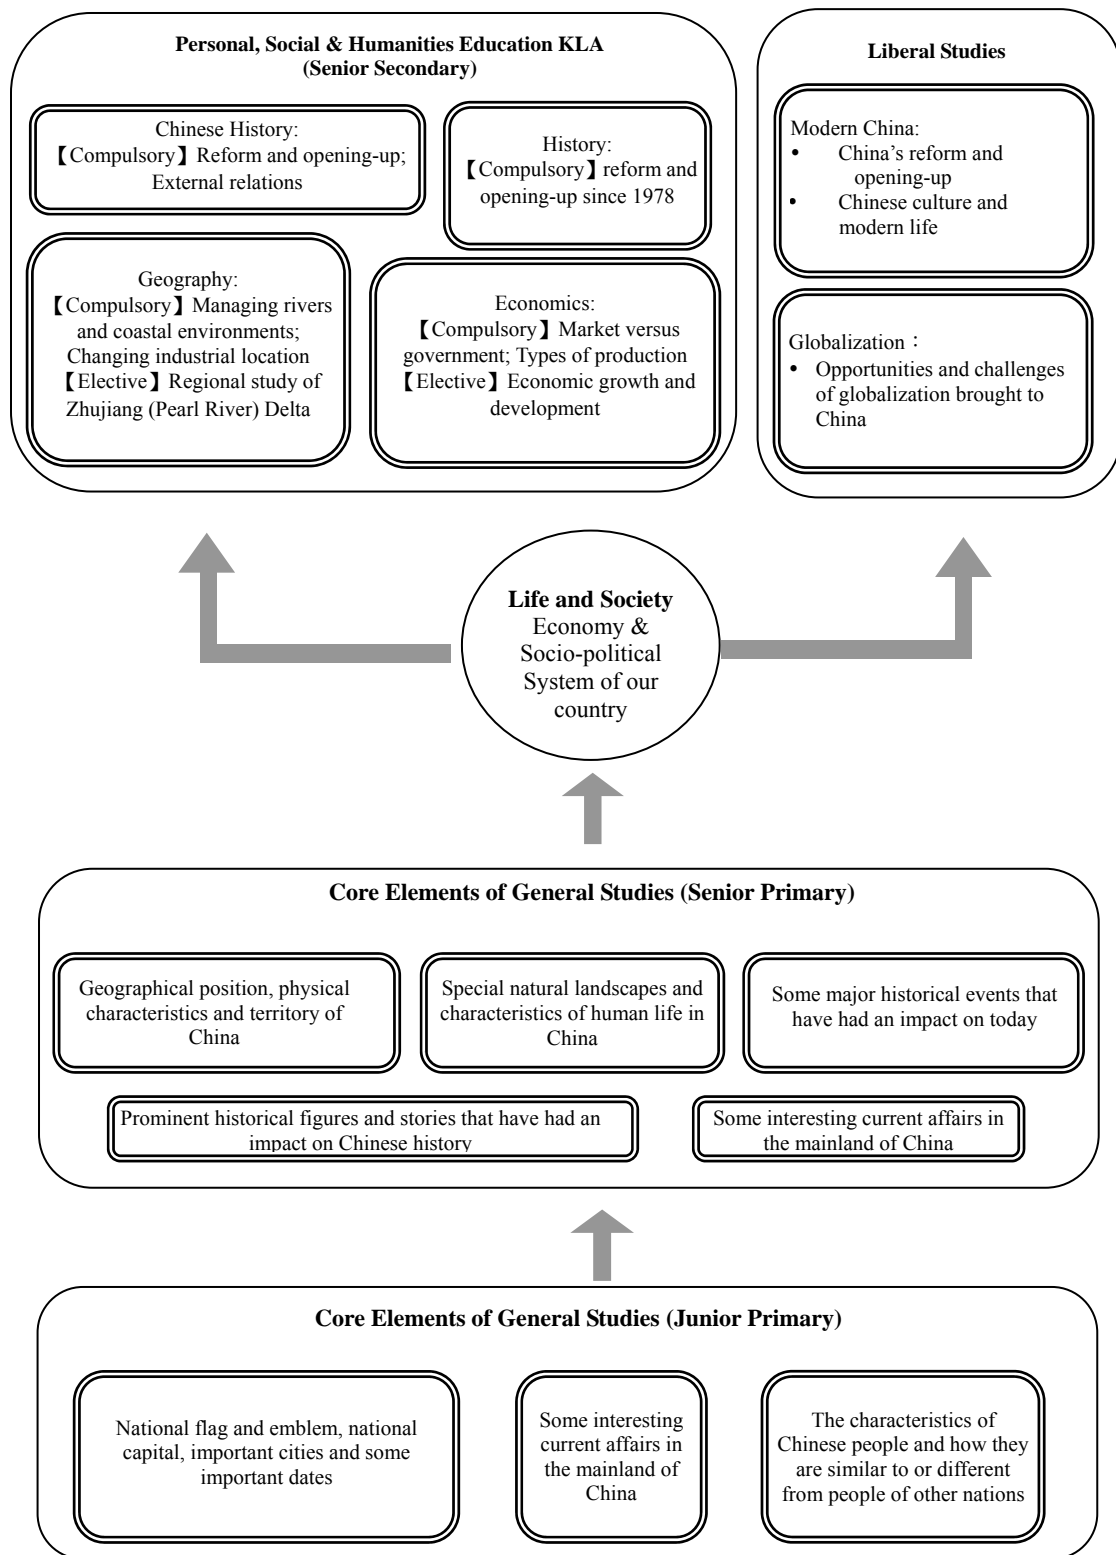 Personal, Social & Humanities Education KLA
(Senior Secondary)
Chinese History:
【Compulsory】Reform and opening-up;
External relations
History:
【Compulsory】reform and
opening-up since 1978
Geography:
【Compulsory】Managing rivers
and coastal environments;
Changing industrial location
【Elective】Regional study of
Zhujiang (Pearl River) Delta
Economics:
【Compulsory】Market versus
government; Types of production
【Elective】Economic growth and
development
Liberal Studies
Modern China:
• China’s reform and
opening-up
• Chinese culture and
modern life
Globalization：
• Opportunities and challenges
of globalization brought to
China
Life and Society
Economy &
Socio-political
System of our
country
Core Elements of General Studies (Senior Primary)
Geographical position, physical
characteristics and territory of
China
Special natural landscapes and
characteristics of human life in
China
Some major historical events that
have had an impact on today
Prominent historical figures and stories that have had an
impact on Chinese history
Some interesting current affairs in
the mainland of China
Core Elements of General Studies (Junior Primary)
National flag and emblem, national
capital, important cities and some
important dates
Some interesting
current affairs in
the mainland of
China
The characteristics of
Chinese people and how they
are similar to or different
from people of other nations